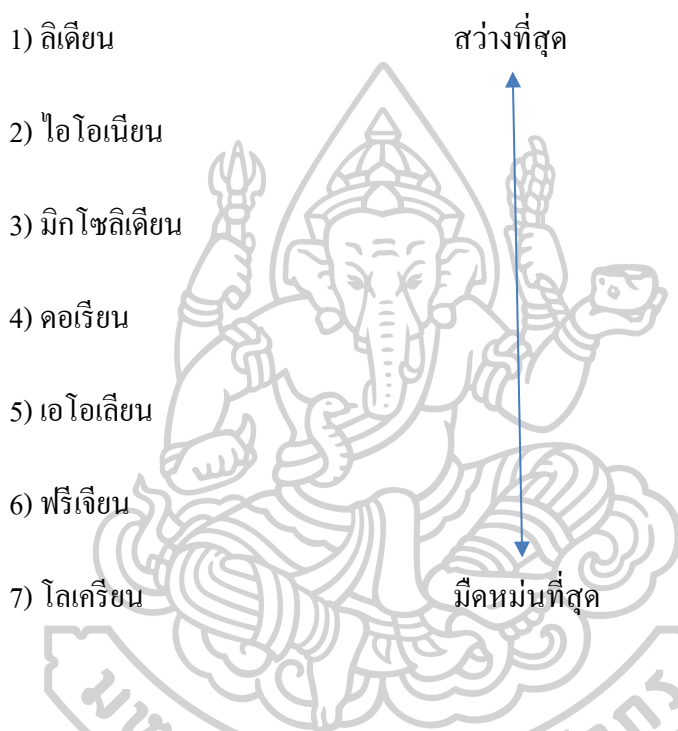 1) ลิเดียน สว่างที่สุด
2) ไอโอเนียน
3) มิกโซลิเดียน
4) ดอเรียน
5) เอโอเลียน
6) ฟรีเจียน
7) โลเครียน มืดหม่นที่สุด